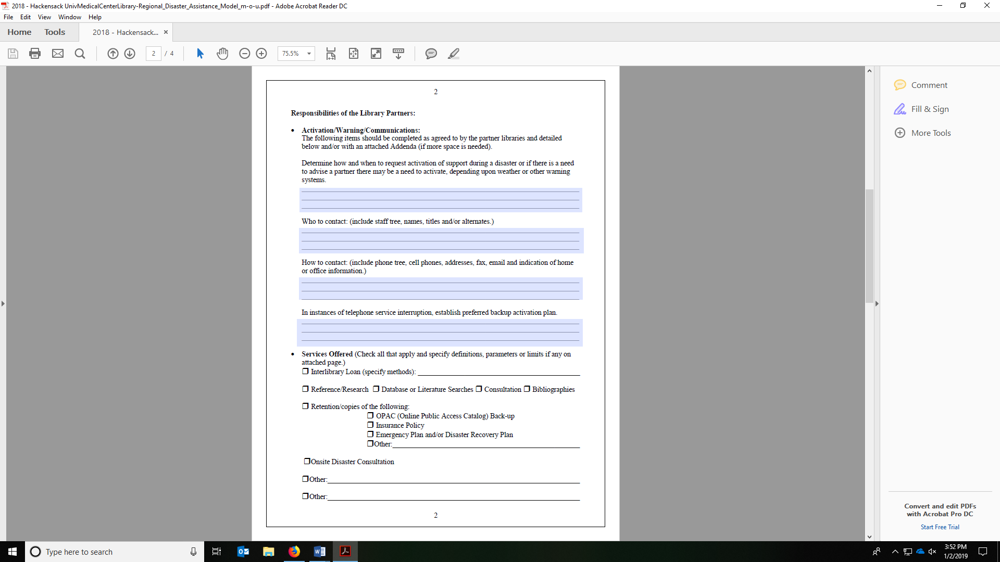 2018 - Hackensack UnivMedicalCenterLibrary-Regional_Disaster_Assistance_Model_m-o-u.pdf - Adobe Acrobat Reader DC
File Edit View Window Help
Home Tools 2018 - Hackensack... ×
2 / 4 75.5%
2
Responsibilities of the Library Partners:
• Activation/Warning/Communications:
The following items should be completed as agreed to by the partner libraries and detailed
below and/or with an attached Addenda (if more space is needed).
Determine how and when to request activation of support during a disaster or if there is a need
to advise a partner there may be a need to activate, depending upon weather or other warning
systems.
Who to contact: (include staff tree, names, titles and/or alternates.)
How to contact: (include phone tree, cell phones, addresses, fax, email and indication of home
or office information.)
In instances of telephone service interruption, establish preferred backup activation plan.
• Services Offered (Check all that apply and specify definitions, parameters or limits if any on
attached page.)
❒ Interlibrary Loan (specify methods): ____________________
❒ Reference/Research ❒ Database or Literature Searches ❒ Consultation ❒ Bibliographies
❒ Retention/copies of the following:
❒ OPAC (Online Public Access Catalog) Back-up
❒ Insurance Policy
❒ Emergency Plan and/or Disaster Recovery Plan
❒Other:____________________
❒Onsite Disaster Consultation
❒Other:____________________
❒Other:____________________
2
Comment
Fill & Sign
More Tools
Convert and edit PDFs
with Acrobat Pro DC
Start Free Trial
Type here to search
3:52 PM
1/2/2019